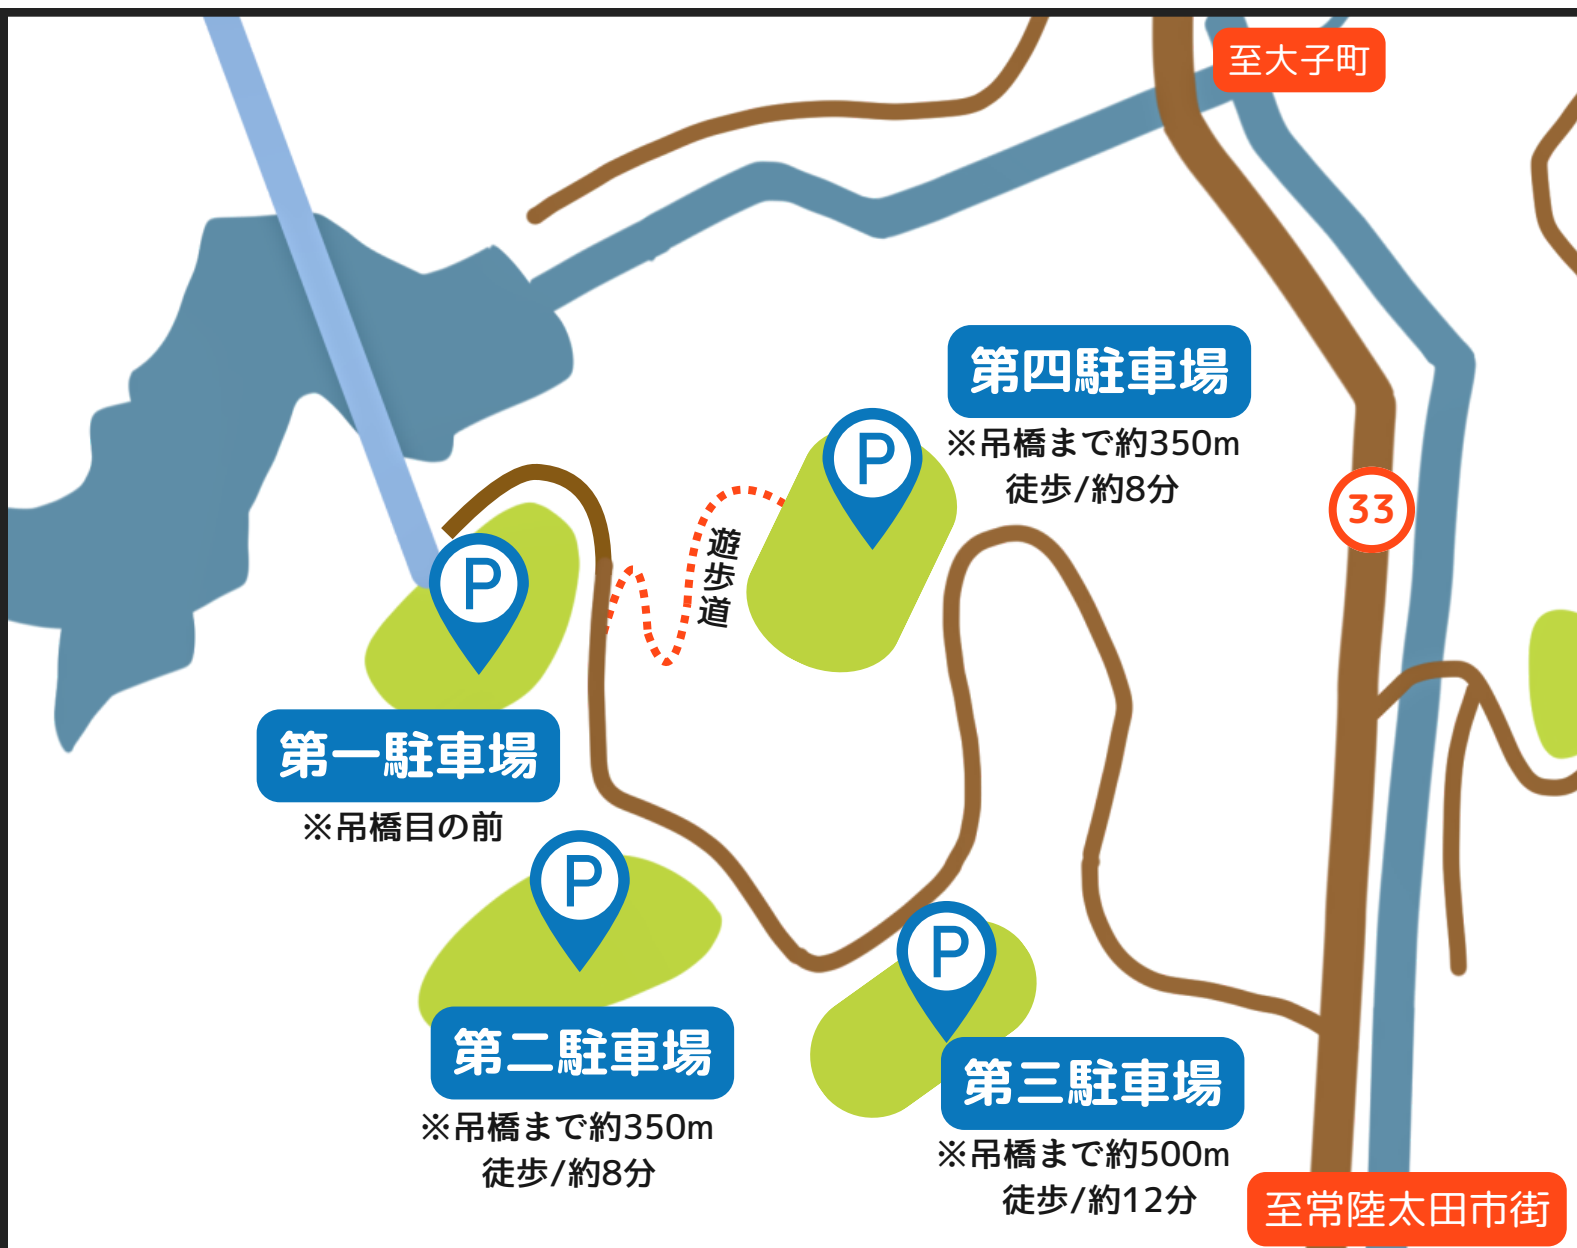 至大子町
第四駐車場
※吊橋まで約350m
徒歩/約8分
33
P
P
遊歩道
第一駐車場
※吊橋目の前
P
P
第二駐車場
※吊橋まで約350m
徒歩/約8分
第三駐車場
※吊橋まで約500m
徒歩/約12分
至常陸太田市街